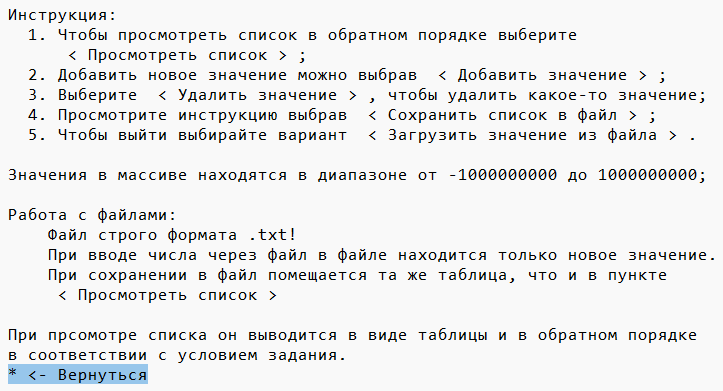 Инструкция:
1. Чтобы просмотреть список в обратном порядке выберите
< Просмотреть список > ;
2. Добавить новое значение можно выбрав < Добавить значение > ;
3. Выберите < Удалить значение > , чтобы удалить какое-то значение;
4. Просмотрите инструкцию выбрав < Сохранить список в файл > ;
5. Чтобы выйти выбирайте вариант < Загрузить значение из файла > .
Значения в массиве находятся в диапазоне от -1000000000 до 1000000000;
Работа с файлами:
Файл строго формата .txt!
При вводе числа через файл в файле находится только новое значение.
При сохранении в файл помещается та же таблица, что и в пункте
< Просмотреть список >
При прсомотре списка он выводится в виде таблицы и в обратном порядке
в соответствии с условием задания.
* <- Вернуться